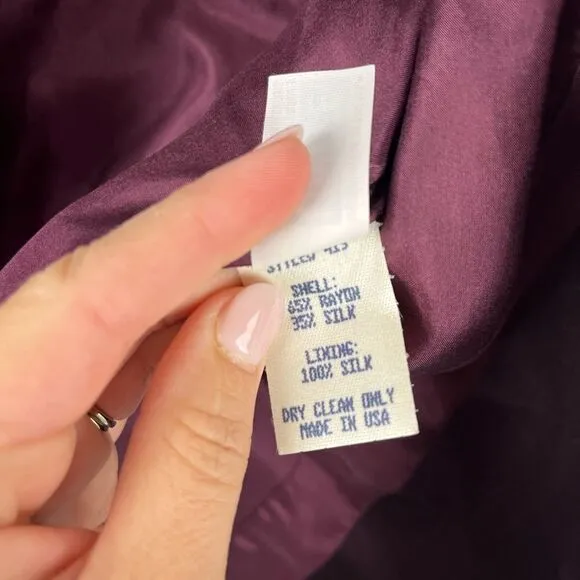 SHELL:
65% RAYON
35% SILK
LINING:
100% SILK
DRY CLEAN ONLY
MADE IN USA